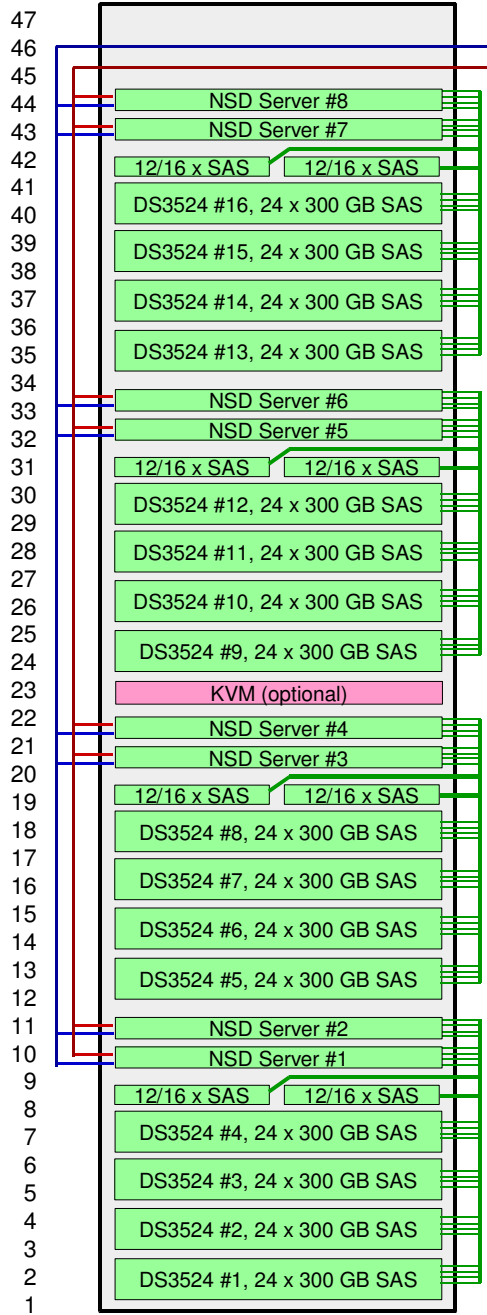 47
46
45
44
NSD Server #8
43
NSD Server #7
42
12/16 x SAS 12/16 x SAS
41
DS3524 #16, 24 x 300 GB SAS
40
39
DS3524 #15, 24 x 300 GB SAS
38
37
DS3524 #14, 24 x 300 GB SAS
36
35
DS3524 #13, 24 x 300 GB SAS
34
33
NSD Server #6
32
NSD Server #5
31
12/16 x SAS 12/16 x SAS
30
DS3524 #12, 24 x 300 GB SAS
29
28
DS3524 #11, 24 x 300 GB SAS
27
26
DS3524 #10, 24 x 300 GB SAS
25
24
DS3524 #9, 24 x 300 GB SAS
23
KVM (optional)
22
NSD Server #4
21
NSD Server #3
20
19
12/16 x SAS 12/16 x SAS
18
DS3524 #8, 24 x 300 GB SAS
17
16
DS3524 #7, 24 x 300 GB SAS
15
14
DS3524 #6, 24 x 300 GB SAS
13
DS3524 #5, 24 x 300 GB SAS
12
11
NSD Server #2
10
NSD Server #1
9
12/16 x SAS 12/16 x SAS
8
7
DS3524 #4, 24 x 300 GB SAS
6
DS3524 #3, 24 x 300 GB SAS
5
4
DS3524 #2, 24 x 300 GB SAS
3
2
DS3524 #1, 24 x 300 GB SAS
1